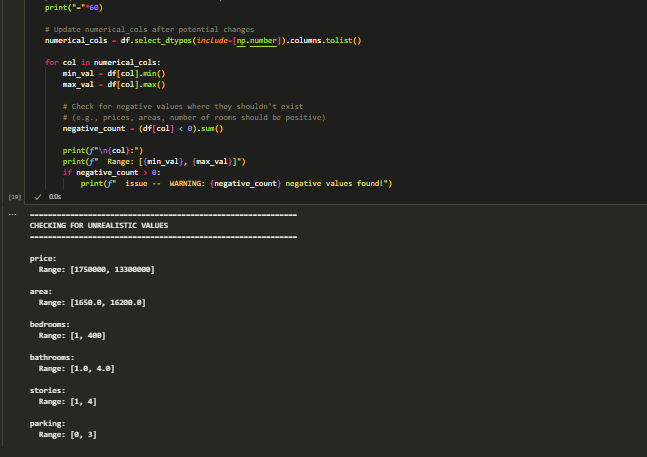 print("="*60)
# Update numerical_cols after potential changes
numerical_cols = df.select_dtypes(include=[np.number]).columns.tolist()
for col in numerical_cols:
min_val = df[col].min()
max_val = df[col].max()
# Check for negative values where they shouldn't exist
# (e.g., prices, areas, number of rooms should be positive)
negative_count = (df[col] < 0).sum()
print(f"\n{col}:")
print(f"  Range: [{min_val}, {max_val}]")
if negative_count > 0:
print(f"  issue -- WARNING: {negative_count} negative values found!")
[19] ✓ 0.0s
...
============================================================
CHECKING FOR UNREALISTIC VALUES
============================================================
price:
Range: [1750000, 13300000]
area:
Range: [1650.0, 16200.0]
bedrooms:
Range: [1, 400]
bathrooms:
Range: [1.0, 4.0]
stories:
Range: [1, 4]
parking:
Range: [0, 3]